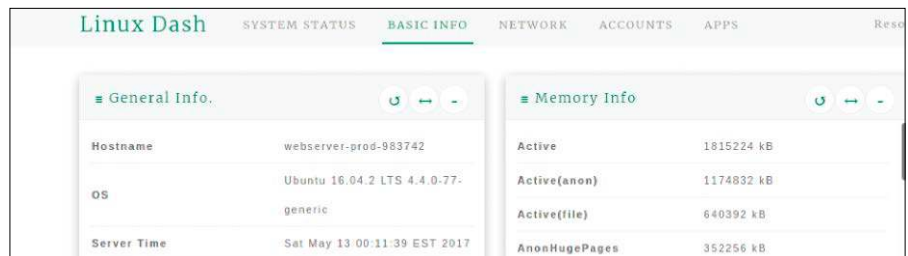 Linux Dash SYSTEM STATUS BASIC INFO NETWORK ACCOUNTS APPS
General Info.
Hostname webserver-prod-983742
OS Ubuntu 16.04.2 LTS 4.4.0-77-
generic
Server Time Sat May 13 00:11:39 EST 2017
Memory Info
Active 1815224 kB
Active(anon) 1174832 kB
Active(file) 640392 kB
AnonHugePages 352256 kB